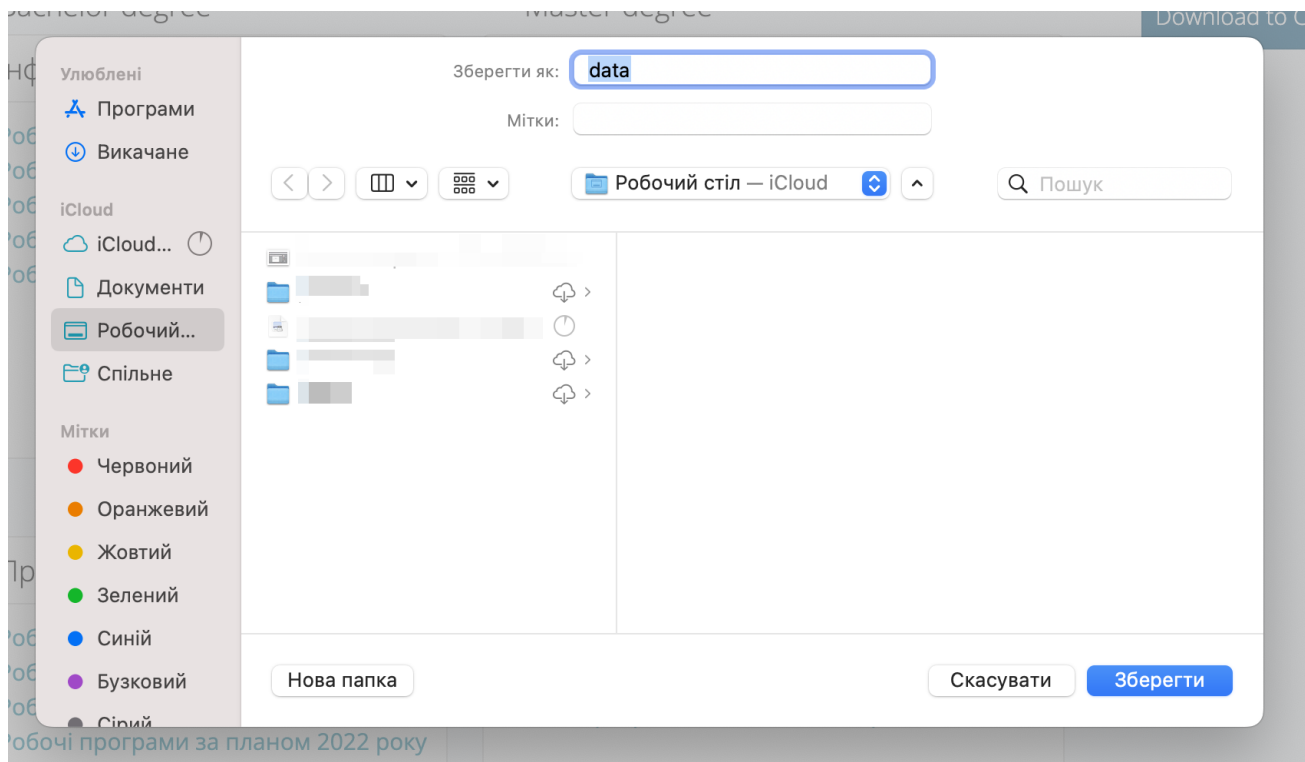 Bachelor degree
Master degree
Download to
Улюблені
Програми
Викачане
iCloud
iCloud...
Документи
Робочий...
Спільне
Мітки
Червоний
Оранжевий
Жовтий
Зелений
Синій
Бузковий
Сірий
Зберегти як: data
Мітки:
Робочий стіл — iCloud
Пошук
Нова папка
Скасувати
Зберегти
Робочі програми за планом 2022 року